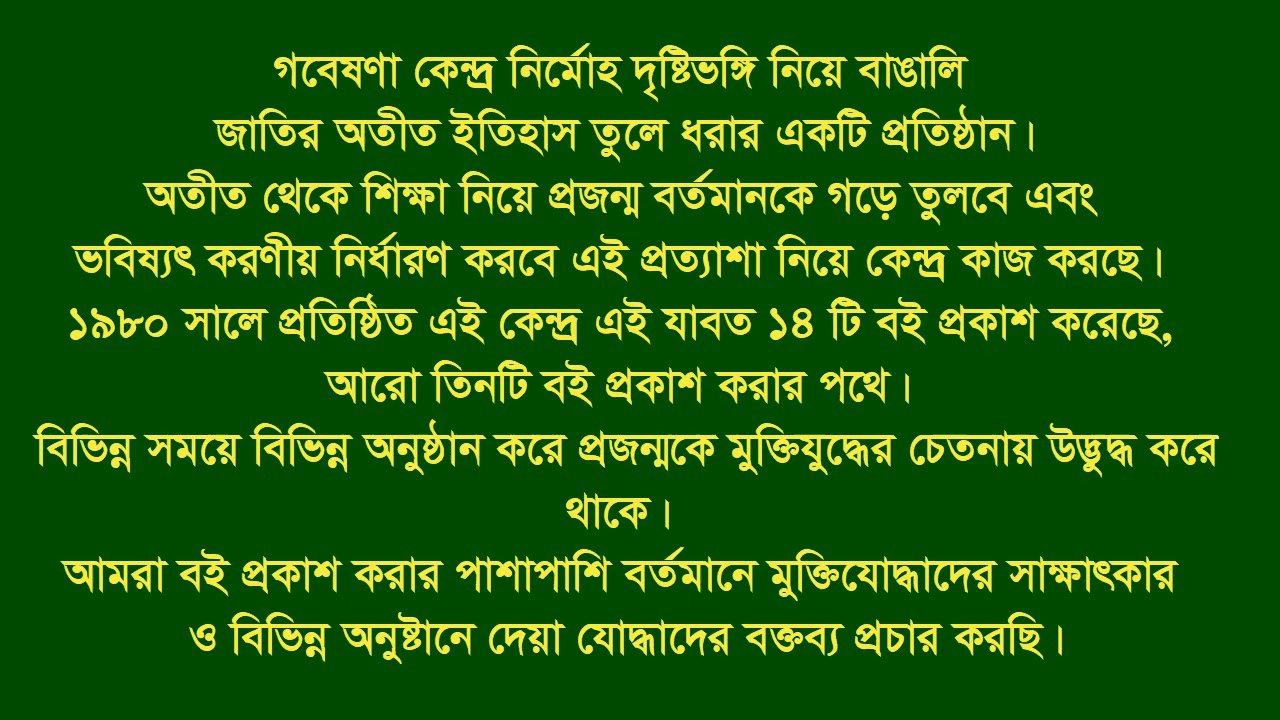 গবেষণা কেন্দ্র নির্মোহ দৃষ্টিভঙ্গি নিয়ে বাঙালি
জাতির অতীত ইতিহাস তুলে ধরার একটি প্রতিষ্ঠান।
অতীত থেকে শিক্ষা নিয়ে প্রজন্ম বর্তমানকে গড়ে তুলবে এবং
ভবিষ্যৎ করণীয় নির্ধারণ করবে এই প্রত্যাশা নিয়ে কেন্দ্র কাজ করছে।
১৯৮০ সালে প্রতিষ্ঠিত এই কেন্দ্র এই যাবত ১৪ টি বই প্রকাশ করেছে,
আরো তিনটি বই প্রকাশ করার পথে।
বিভিন্ন সময়ে বিভিন্ন অনুষ্ঠান করে প্রজন্মকে মুক্তিযুদ্ধের চেতনায় উদ্ভুদ্ধ করে
থাকে।
আমরা বই প্রকাশ করার পাশাপাশি বর্তমানে মুক্তিযোদ্ধাদের সাক্ষাৎকার
ও বিভিন্ন অনুষ্টানে দেয়া যোদ্ধাদের বক্তব্য প্রচার করছি।